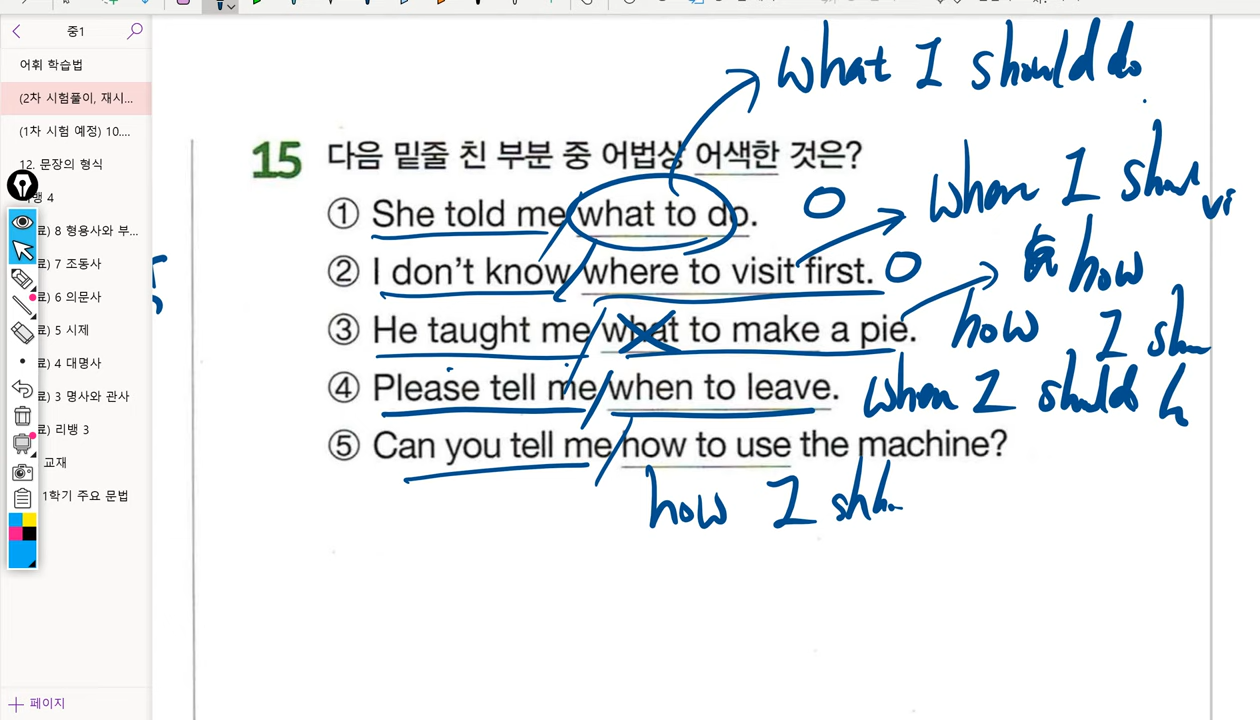 중1
어휘 학습법
(2차 시험풀이, 재시...
(1차 시험 예정) 10....
12. 문장의 형식
4
료) 8 형용사와 부...
료) 7 조동사
료) 6 의문사
료) 5 시제
료) 4 대명사
료) 3 명사와 관사
료) 리뱅 3
교재
1학기 주요 문법
페이지
what I should do.
15 다음 밑줄 친 부분 중 어법상 어색한 것은?
① She told me what to do. O
② I don't know where to visit first. O
how
③ He taught me what to make a pie. how I
④ Please tell me when to leave. when I should
⑤ Can you tell me how to use the machine?
how I